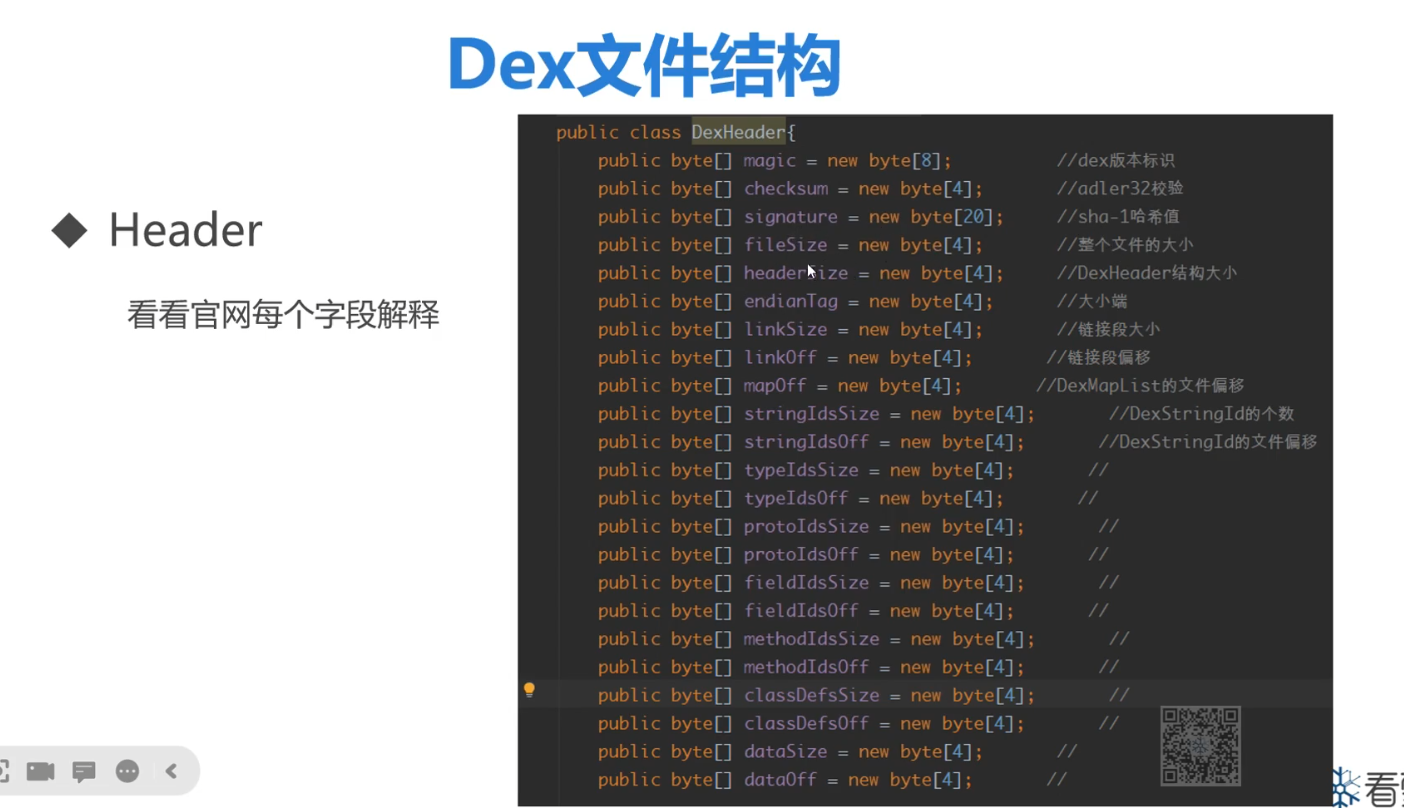 Dex文件结构
Header
看看官网每个字段解释
public class DexHeader{
public byte[] magic = new byte[8]; //dex版本标识
public byte[] checksum = new byte[4]; //adler32校验
public byte[] signature = new byte[20]; //sha-1哈希值
public byte[] fileSize = new byte[4]; //整个文件的大小
public byte[] headerSize = new byte[4]; //DexHeader结构大小
public byte[] endianTag = new byte[4]; //大小端
public byte[] linkSize = new byte[4]; //链接段大小
public byte[] linkOff = new byte[4]; //链接段偏移
public byte[] mapOff = new byte[4]; //DexMapList的文件偏移
public byte[] stringIdsSize = new byte[4]; //DexStringId的个数
public byte[] stringIdsOff = new byte[4]; //DexStringId的文件偏移
public byte[] typeIdsSize = new byte[4]; //
public byte[] typeIdsOff = new byte[4]; //
public byte[] protoIdsSize = new byte[4]; //
public byte[] protoIdsOff = new byte[4]; //
public byte[] fieldIdsSize = new byte[4]; //
public byte[] fieldIdsOff = new byte[4]; //
public byte[] methodIdsSize = new byte[4]; //
public byte[] methodIdsOff = new byte[4]; //
public byte[] classDefsSize = new byte[4]; //
public byte[] classDefsOff = new byte[4]; //
public byte[] dataSize = new byte[4]; //
public byte[] dataOff = new byte[4]; //
看